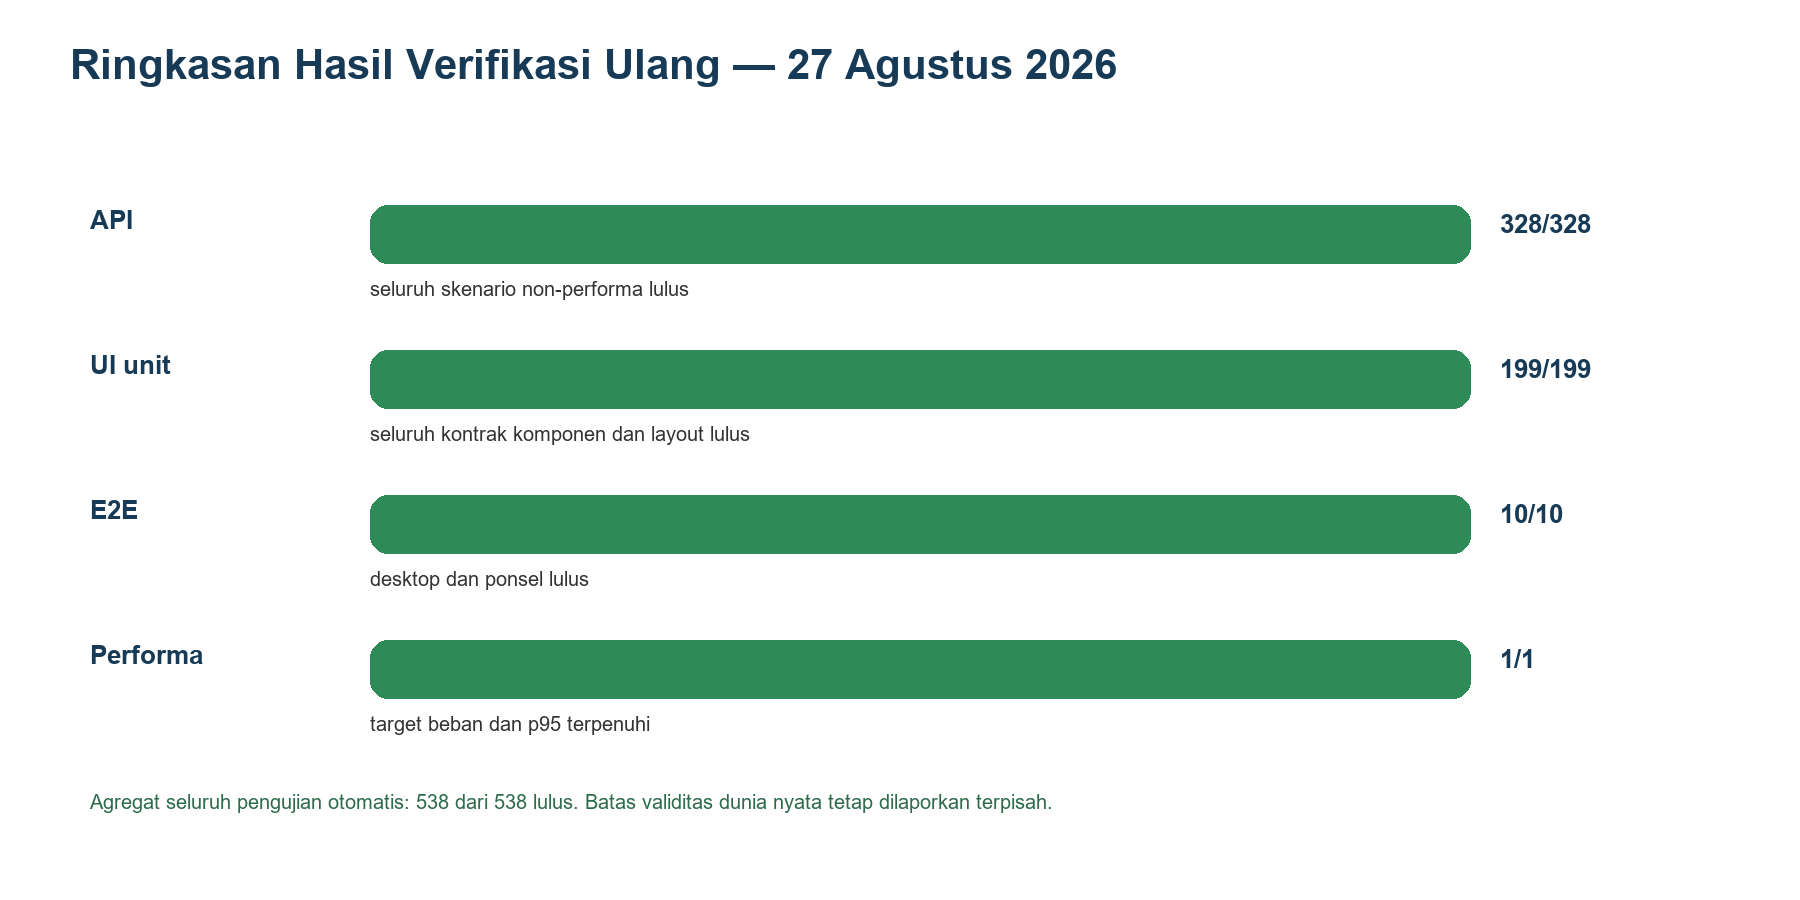 Ringkasan Hasil Verifikasi Ulang — 27 Agustus 2026
API
328/328
seluruh skenario non-performa lulus
UI unit
199/199
seluruh kontrak komponen dan layout lulus
E2E
10/10
desktop dan ponsel lulus
Performa
1/1
target beban dan p95 terpenuhi
Agregat seluruh pengujian otomatis: 538 dari 538 lulus. Batas validitas dunia nyata tetap dilaporkan terpisah.